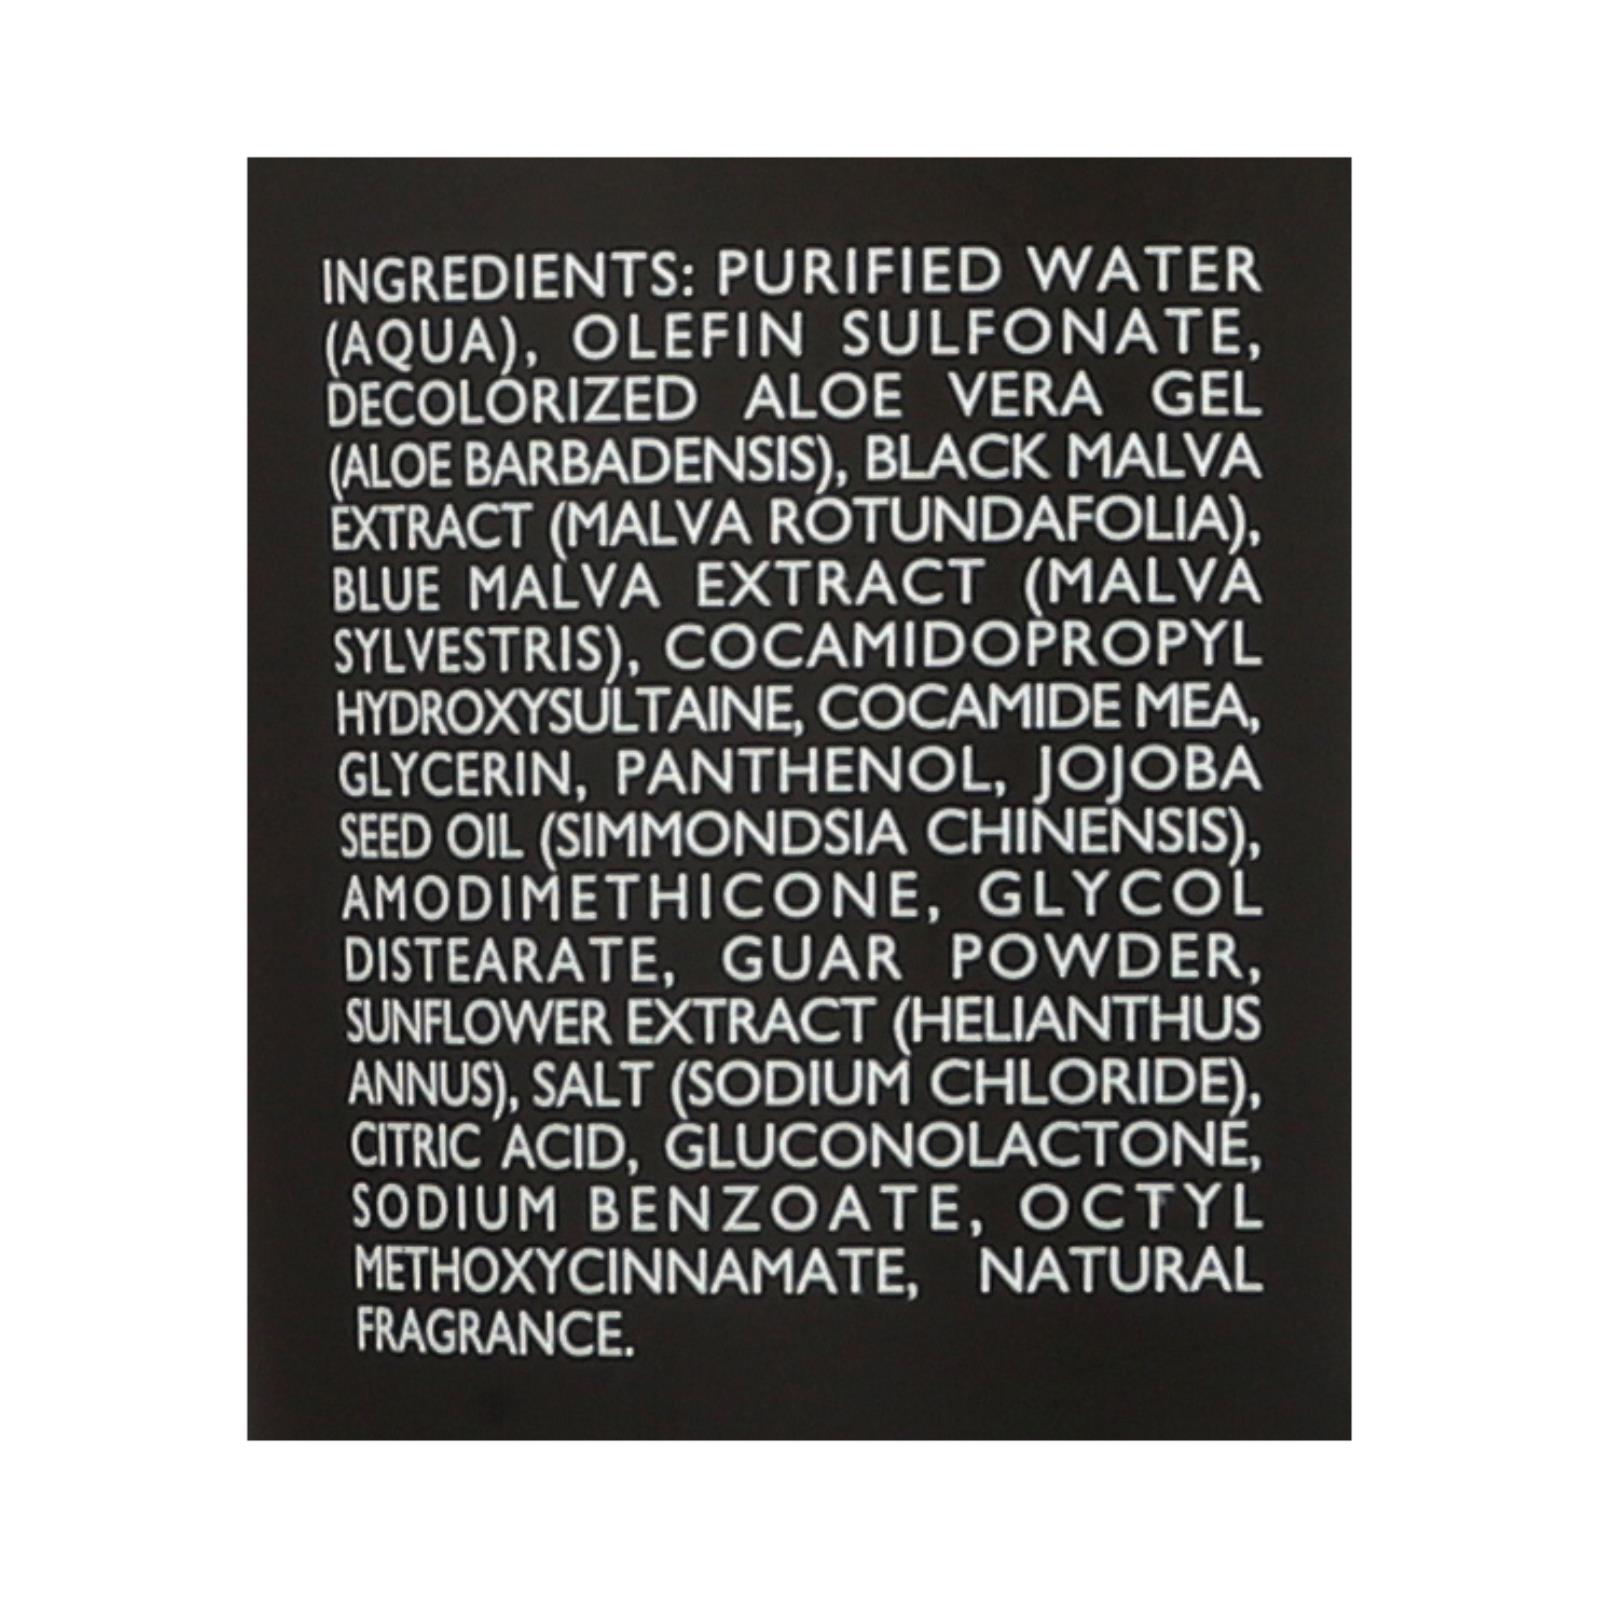 INGREDIENTS: PURIFIED WATER
(AQUA), OLEFIN SULFONATE,
DECOLORIZED ALOE VERA GEL
(ALOE BARBADENSIS), BLACK MALVA
EXTRACT (MALVA ROTUNDAFOLIA),
BLUE MALVA EXTRACT (MALVA
SYLVESTRIS), COCAMIDOPROPYL
HYDROXYSULTAINE, COCAMIDE MEA,
GLYCERIN, PANTHENOL, JOJOBA
SEED OIL (SIMMONDSIA CHINENSIS),
AMODIMETHICONE, GLYCOL
DISTEARATE, GUAR POWDER,
SUNFLOWER EXTRACT (HELIANTHUS
ANNUS), SALT (SODIUM CHLORIDE),
CITRIC ACID, GLUCONOLACTONE,
SODIUM BENZOATE, OCTYL
METHOXYCINNAMATE, NATURAL
FRAGRANCE.